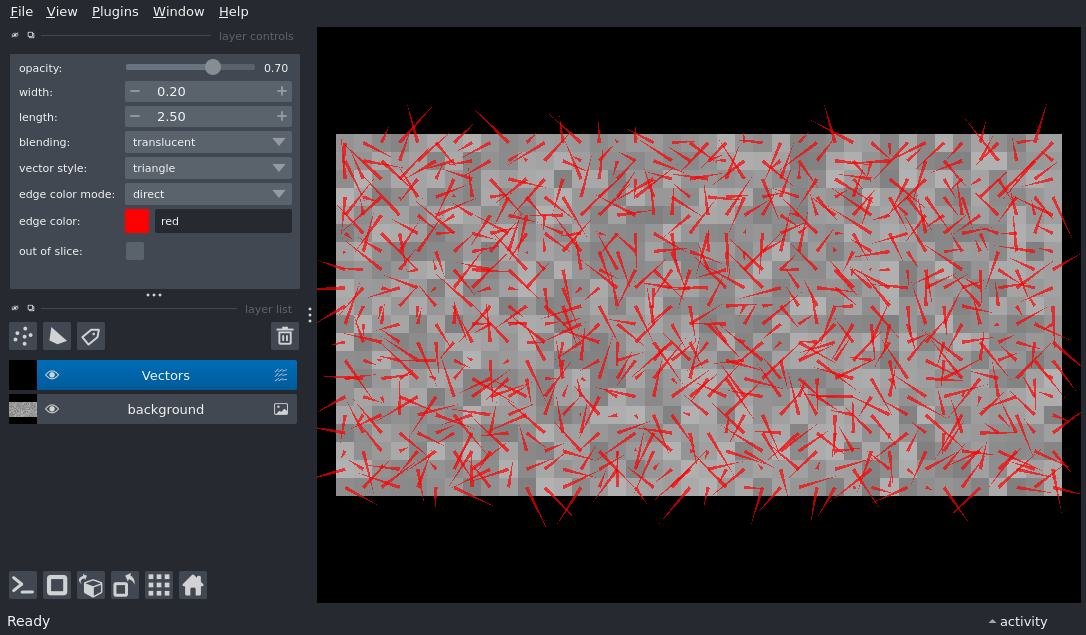 File View Plugins Window Help
layer controls
opacity: 0.70
width: 0.20
length: 2.50
blending: translucent
vector style: triangle
edge color mode: direct
edge color: red
out of slice:
layer list
Vectors
background
Ready
activity